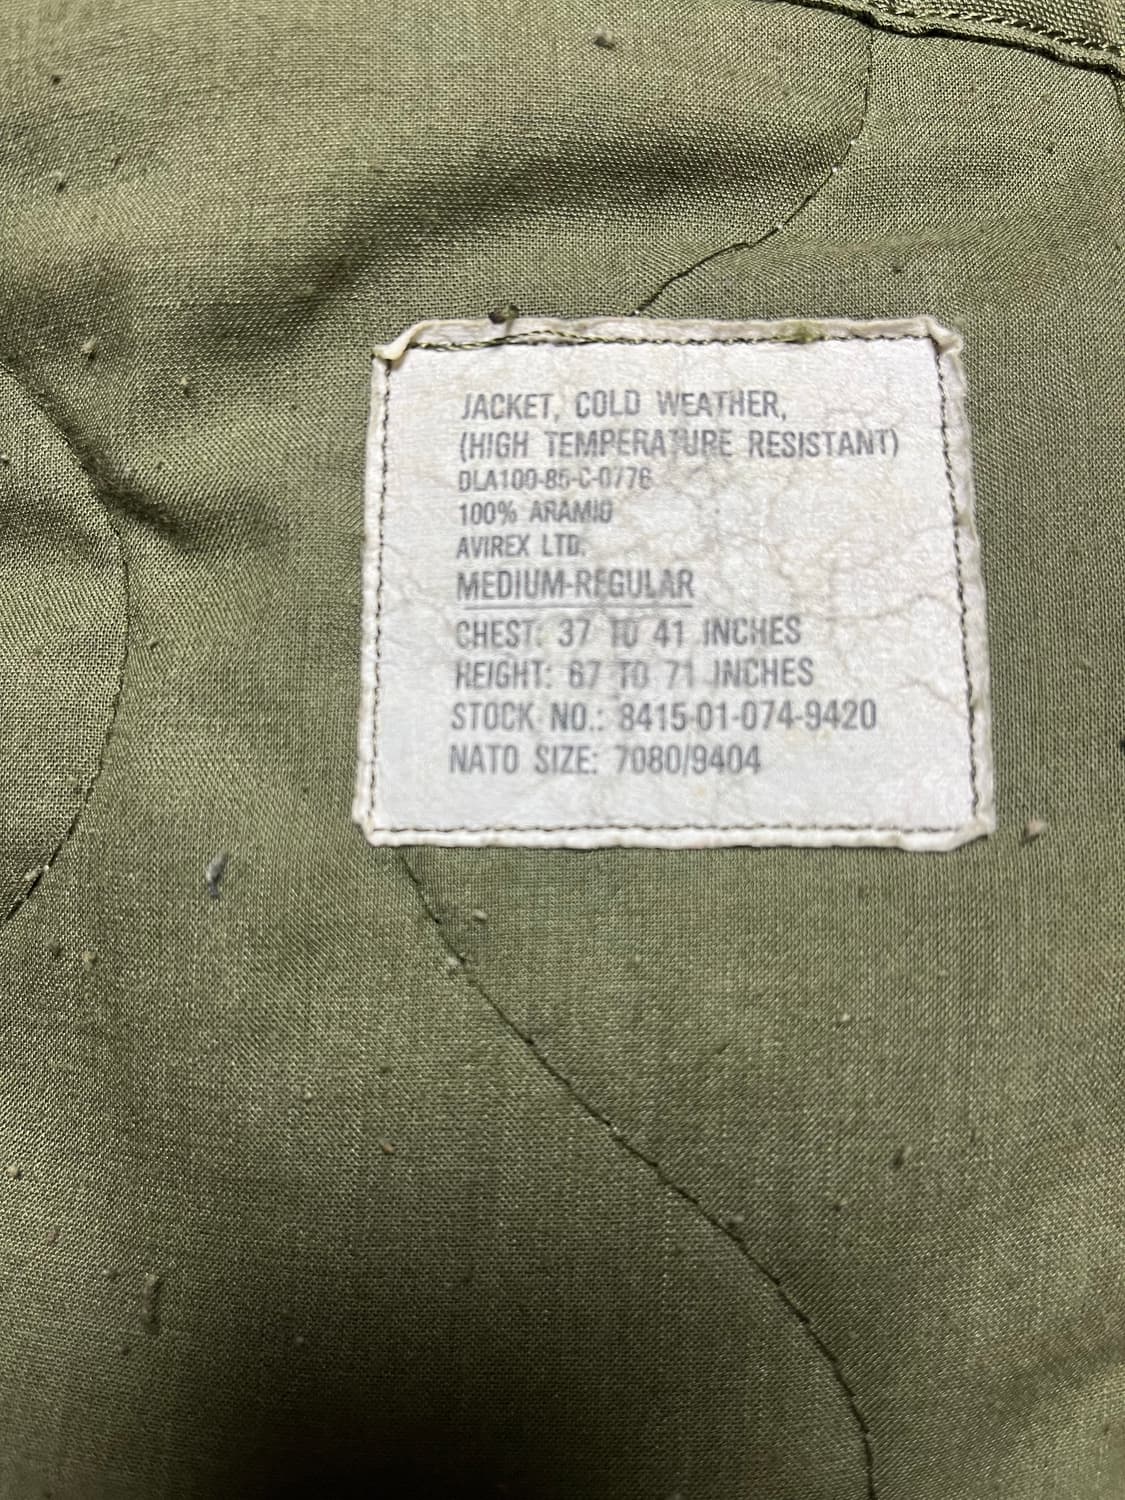 JACKET, COLD WEATHER,
(HIGH TEMPERATURE RESISTANT)
DLA100-85-C-0776
100% ARAMID
AVIREX LTD.
MEDIUM-REGULAR
CHEST: 37 TO 41 INCHES
HEIGHT: 67 TO 71 INCHES
STOCK NO.: 8415-01-074-9420
NATO SIZE: 7080/9404